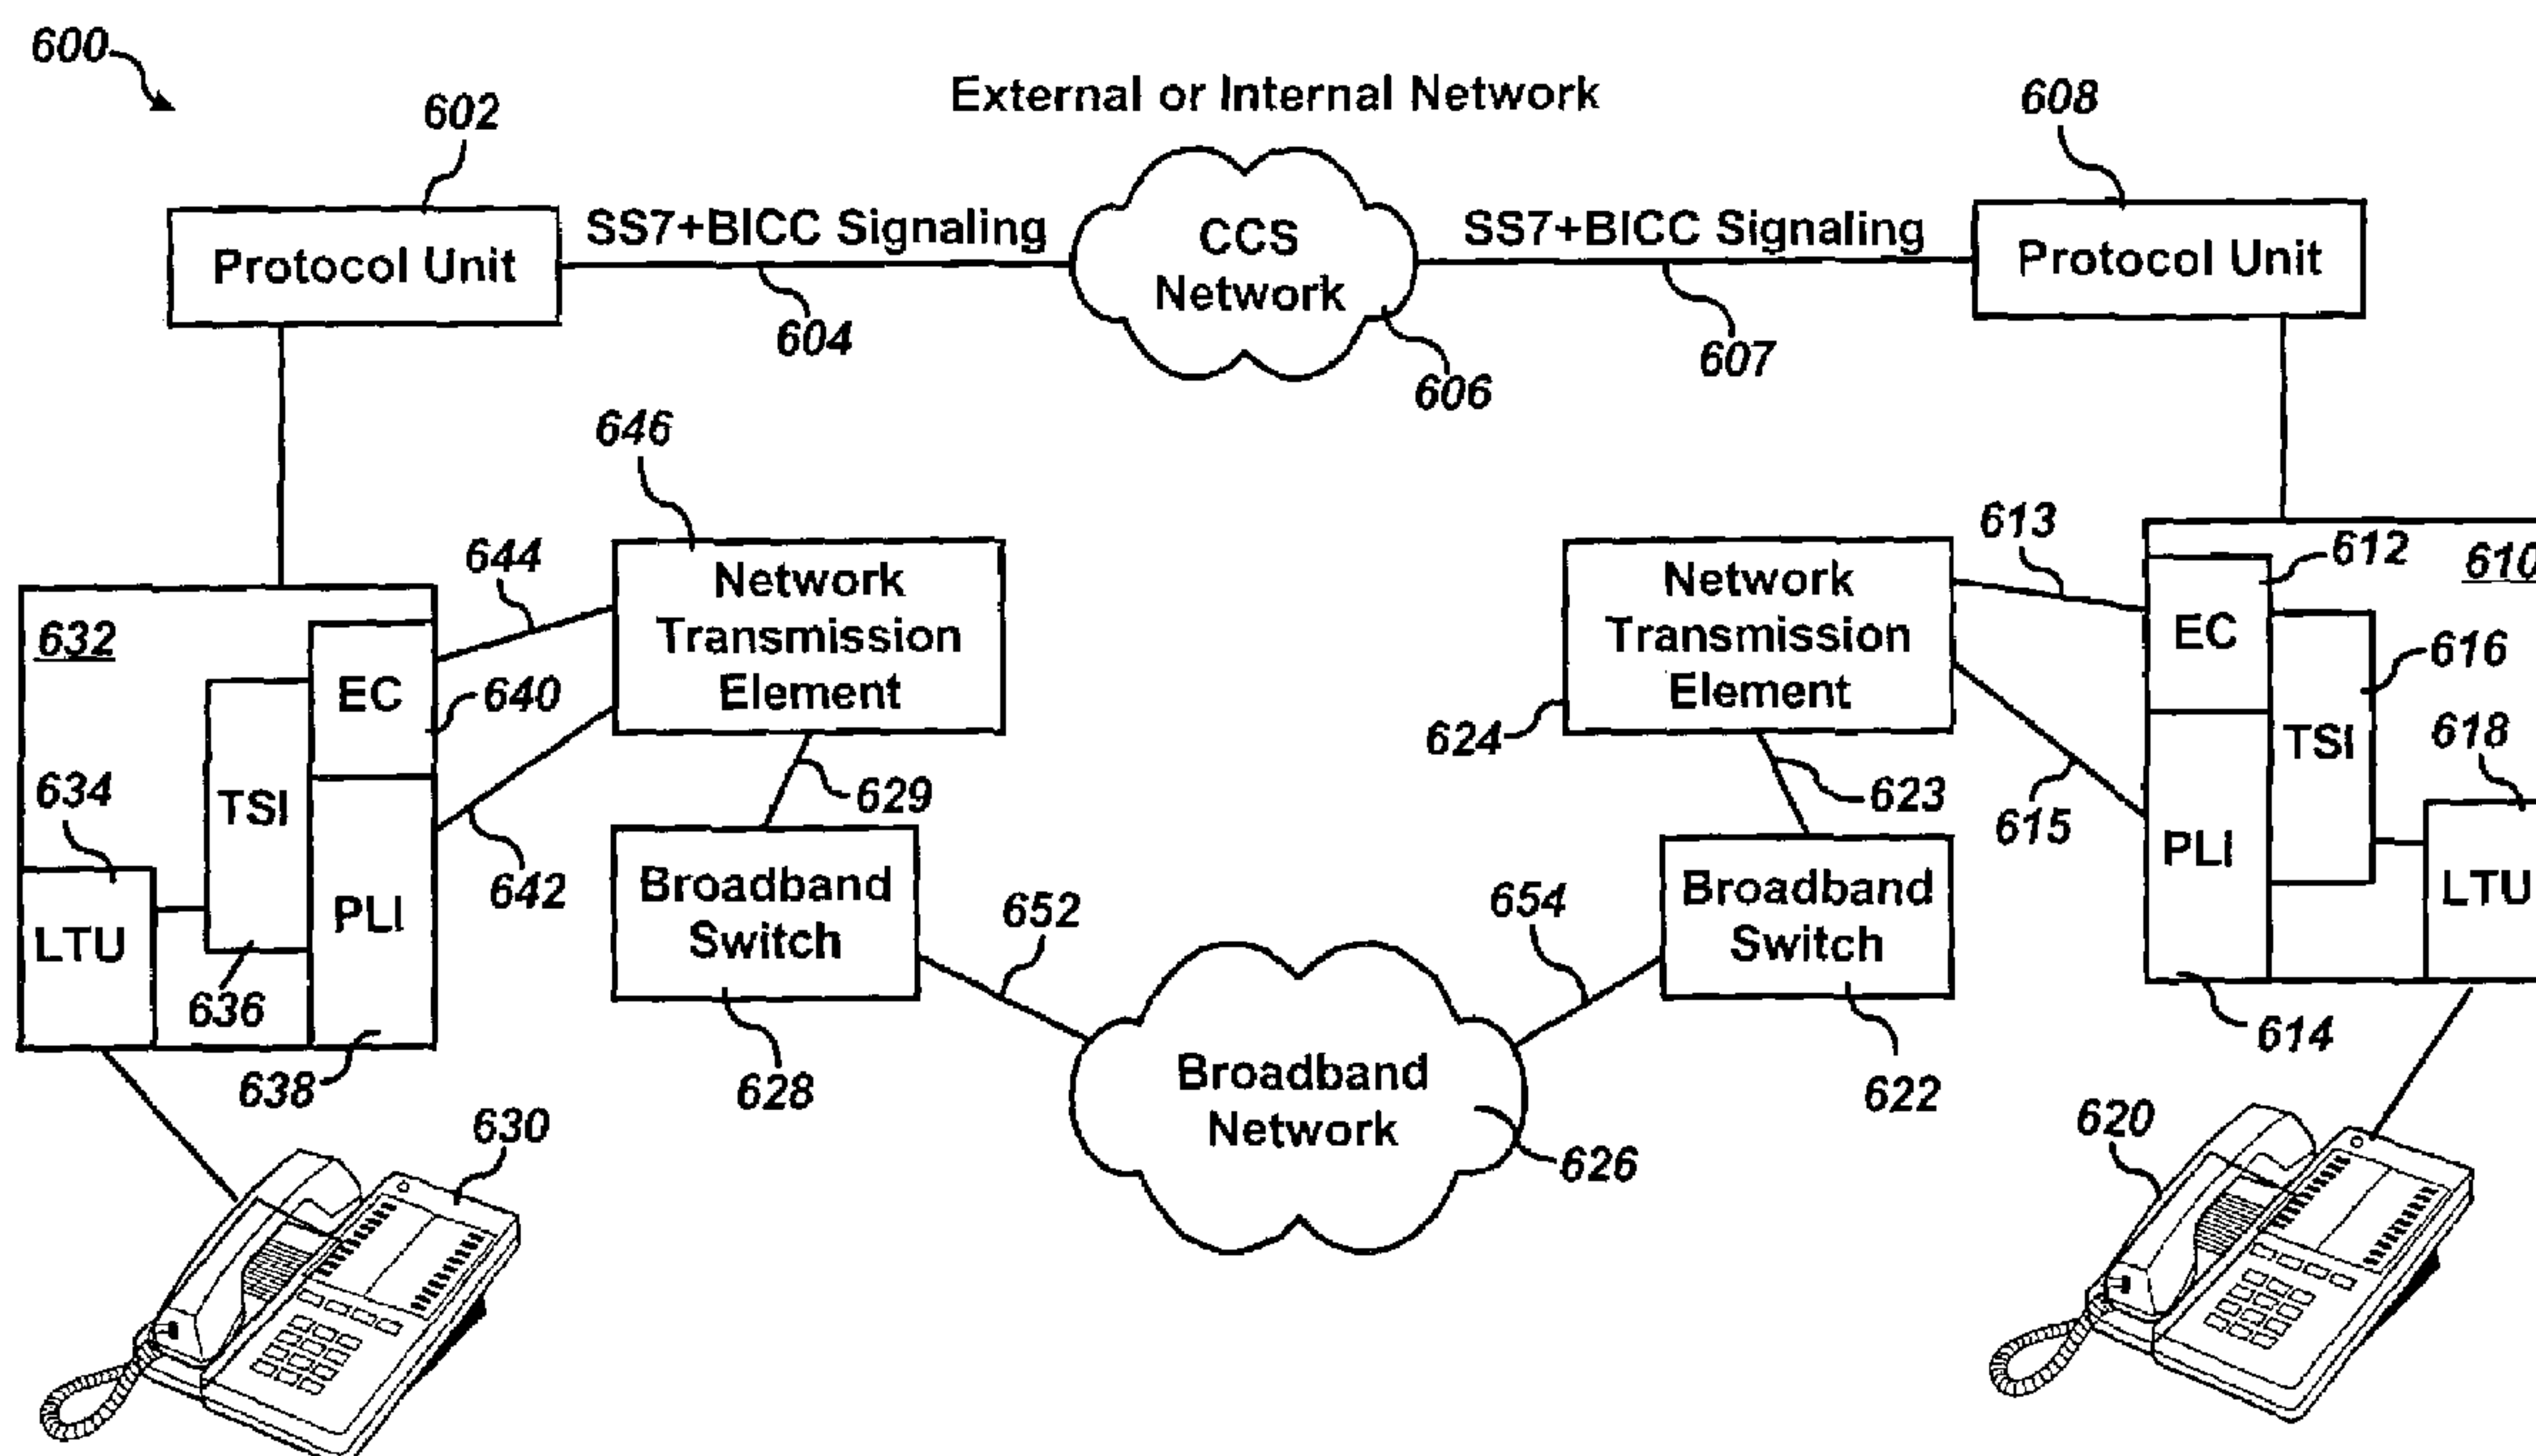 600
External or Internal Network
602
608
Protocol Unit
SS7+BICC Signaling
CCS
Network
SS7+BICC Signaling
Protocol Unit
604
606
607
646
644
Network
Transmission
Element
613
Network
Transmission
Element
612
610
632
EC
640
EC
616
624
TSI
618
634
TSI
629
623
615
PLI
642
PLI
LTU
Broadband
Switch
652
654
Broadband
Switch
LTU
636
638
628
622
614
Broadband
Network
630
626
620